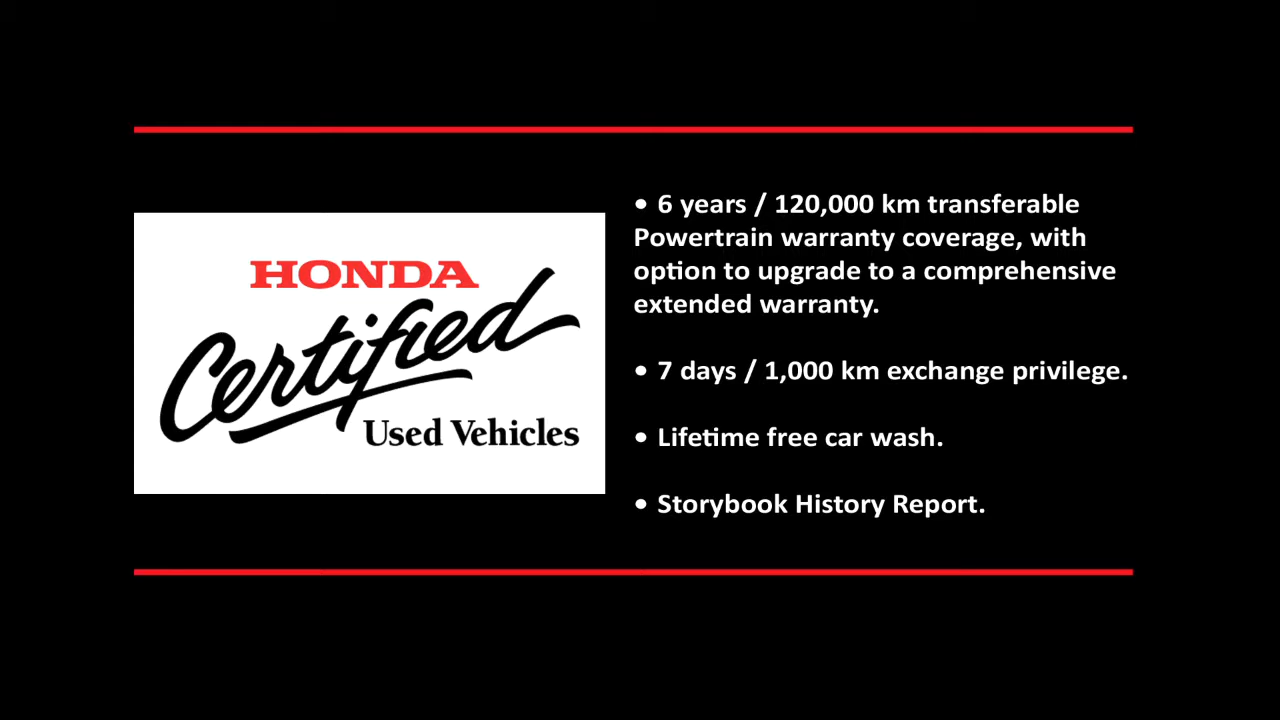 HONDA
Certified
Used Vehicles
• 6 years / 120,000 km transferable
Powertrain warranty coverage, with
option to upgrade to a comprehensive
extended warranty.
• 7 days / 1,000 km exchange privilege.
• Lifetime free car wash.
• Storybook History Report.